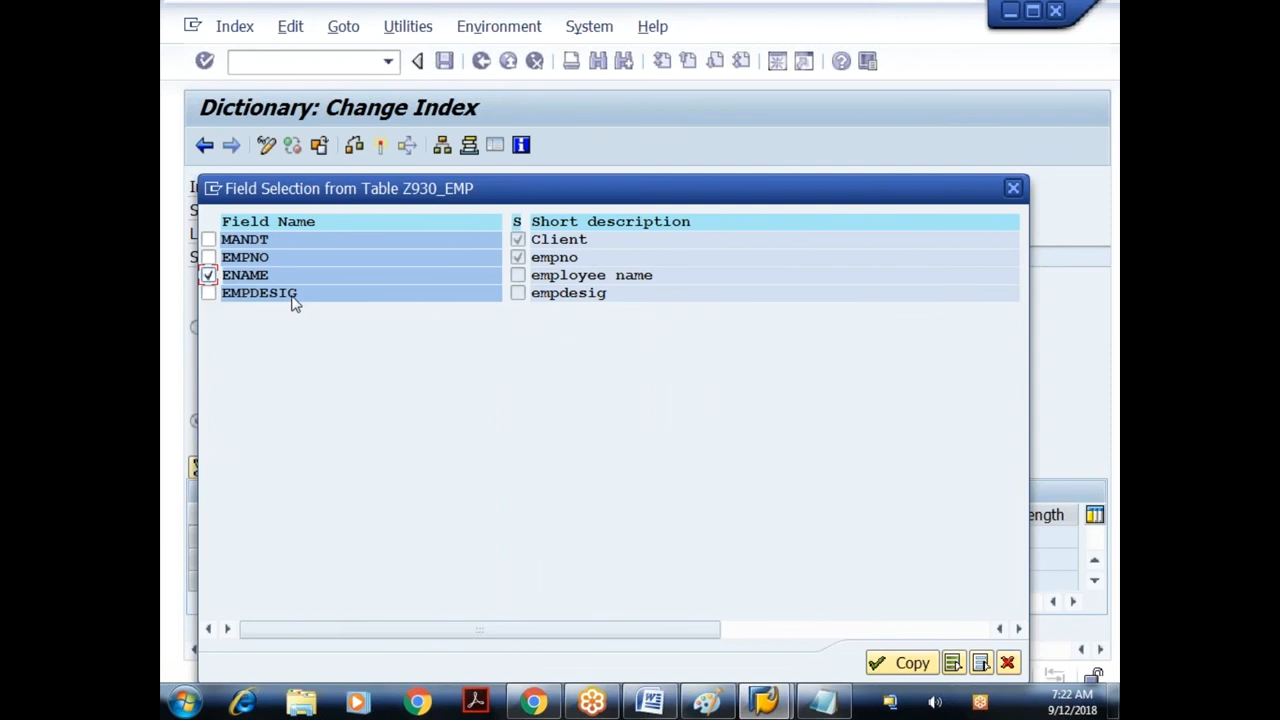 Index Edit Goto Utilities Environment System Help
Dictionary: Change Index
Field Selection from Table Z930_EMP
Field Name S Short description
MANDT Client
EMPNO empno
ENAME employee name
EMPDESIG empdesig
ength
Copy
7:22 AM
9/12/2018